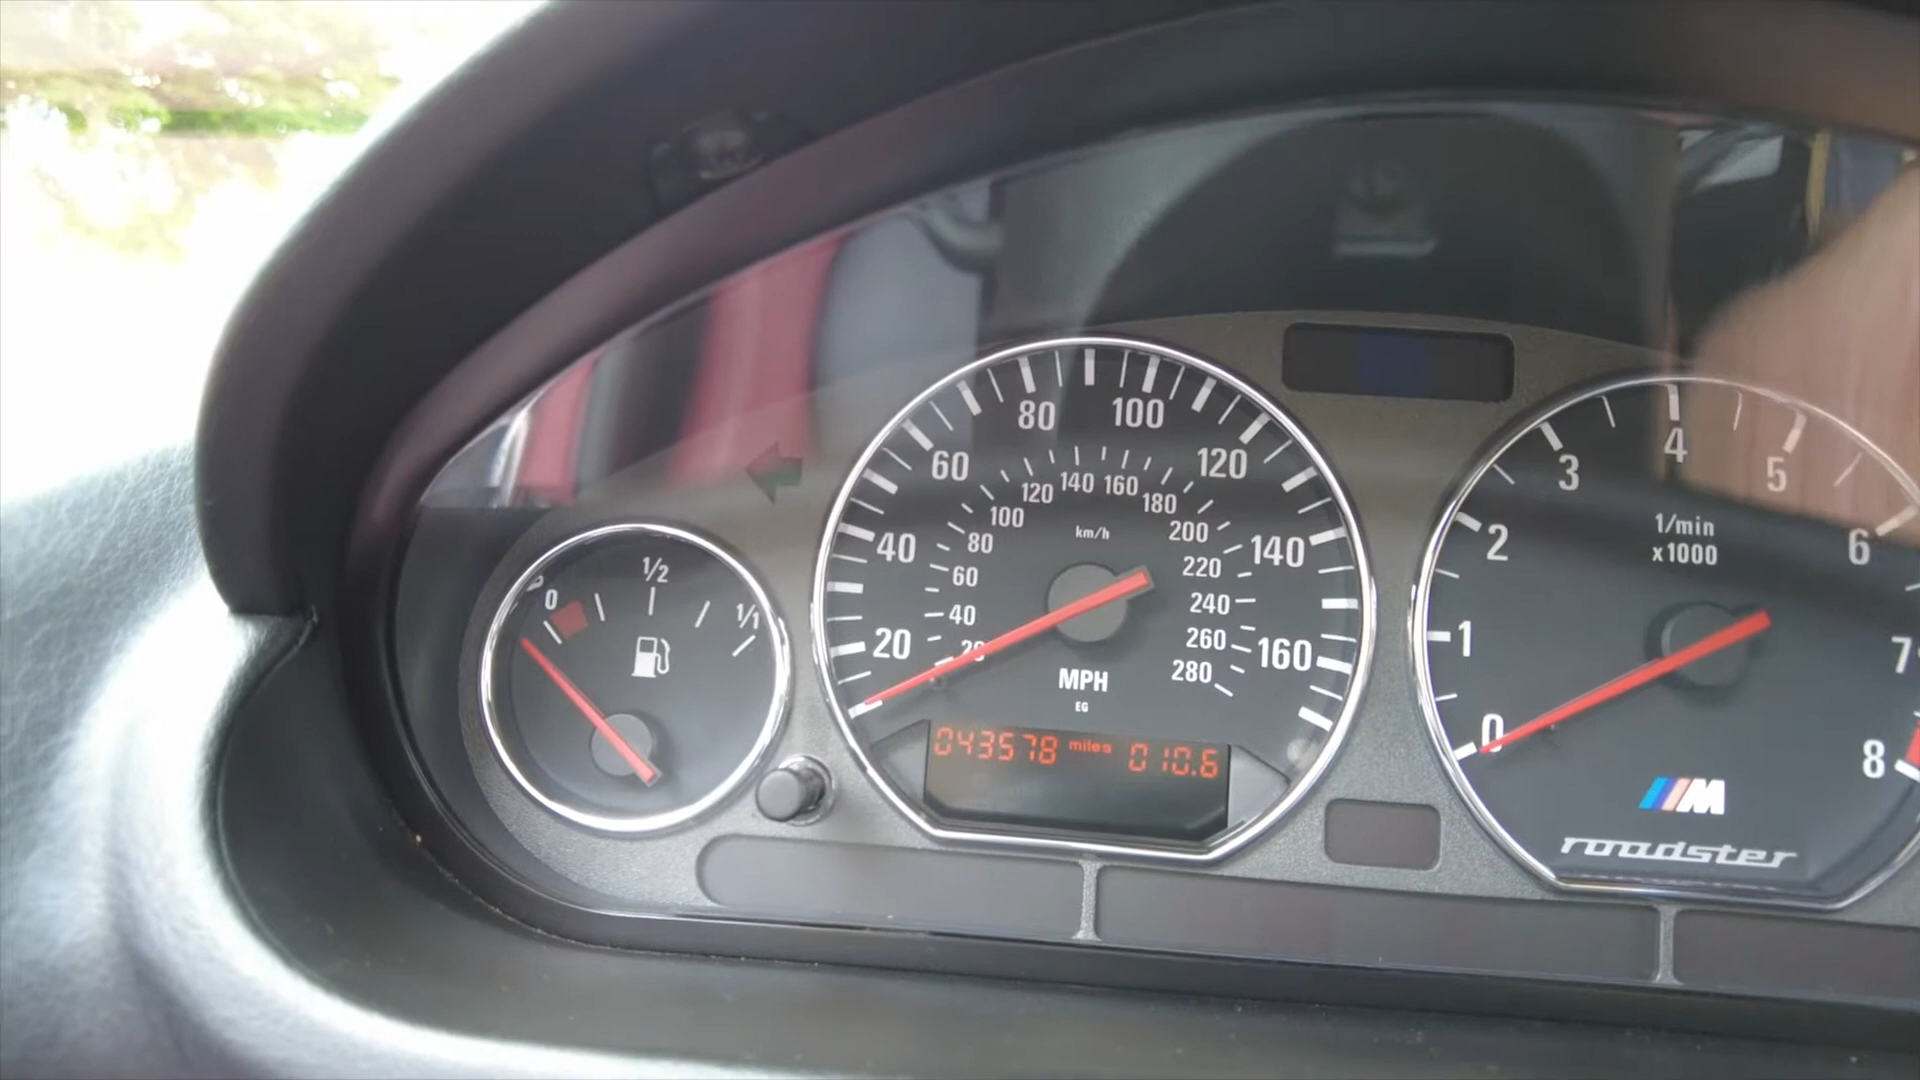 0 1/2 1/1
20 40 60 80 100 120 140 160
20 40 60 80 100 120 140 160 180 200 220 240 260 280
km/h
MPH
EG
043578 miles 010.6
0 1 2 3 4 5 6 7 8
1/min
x1000
M
roadster